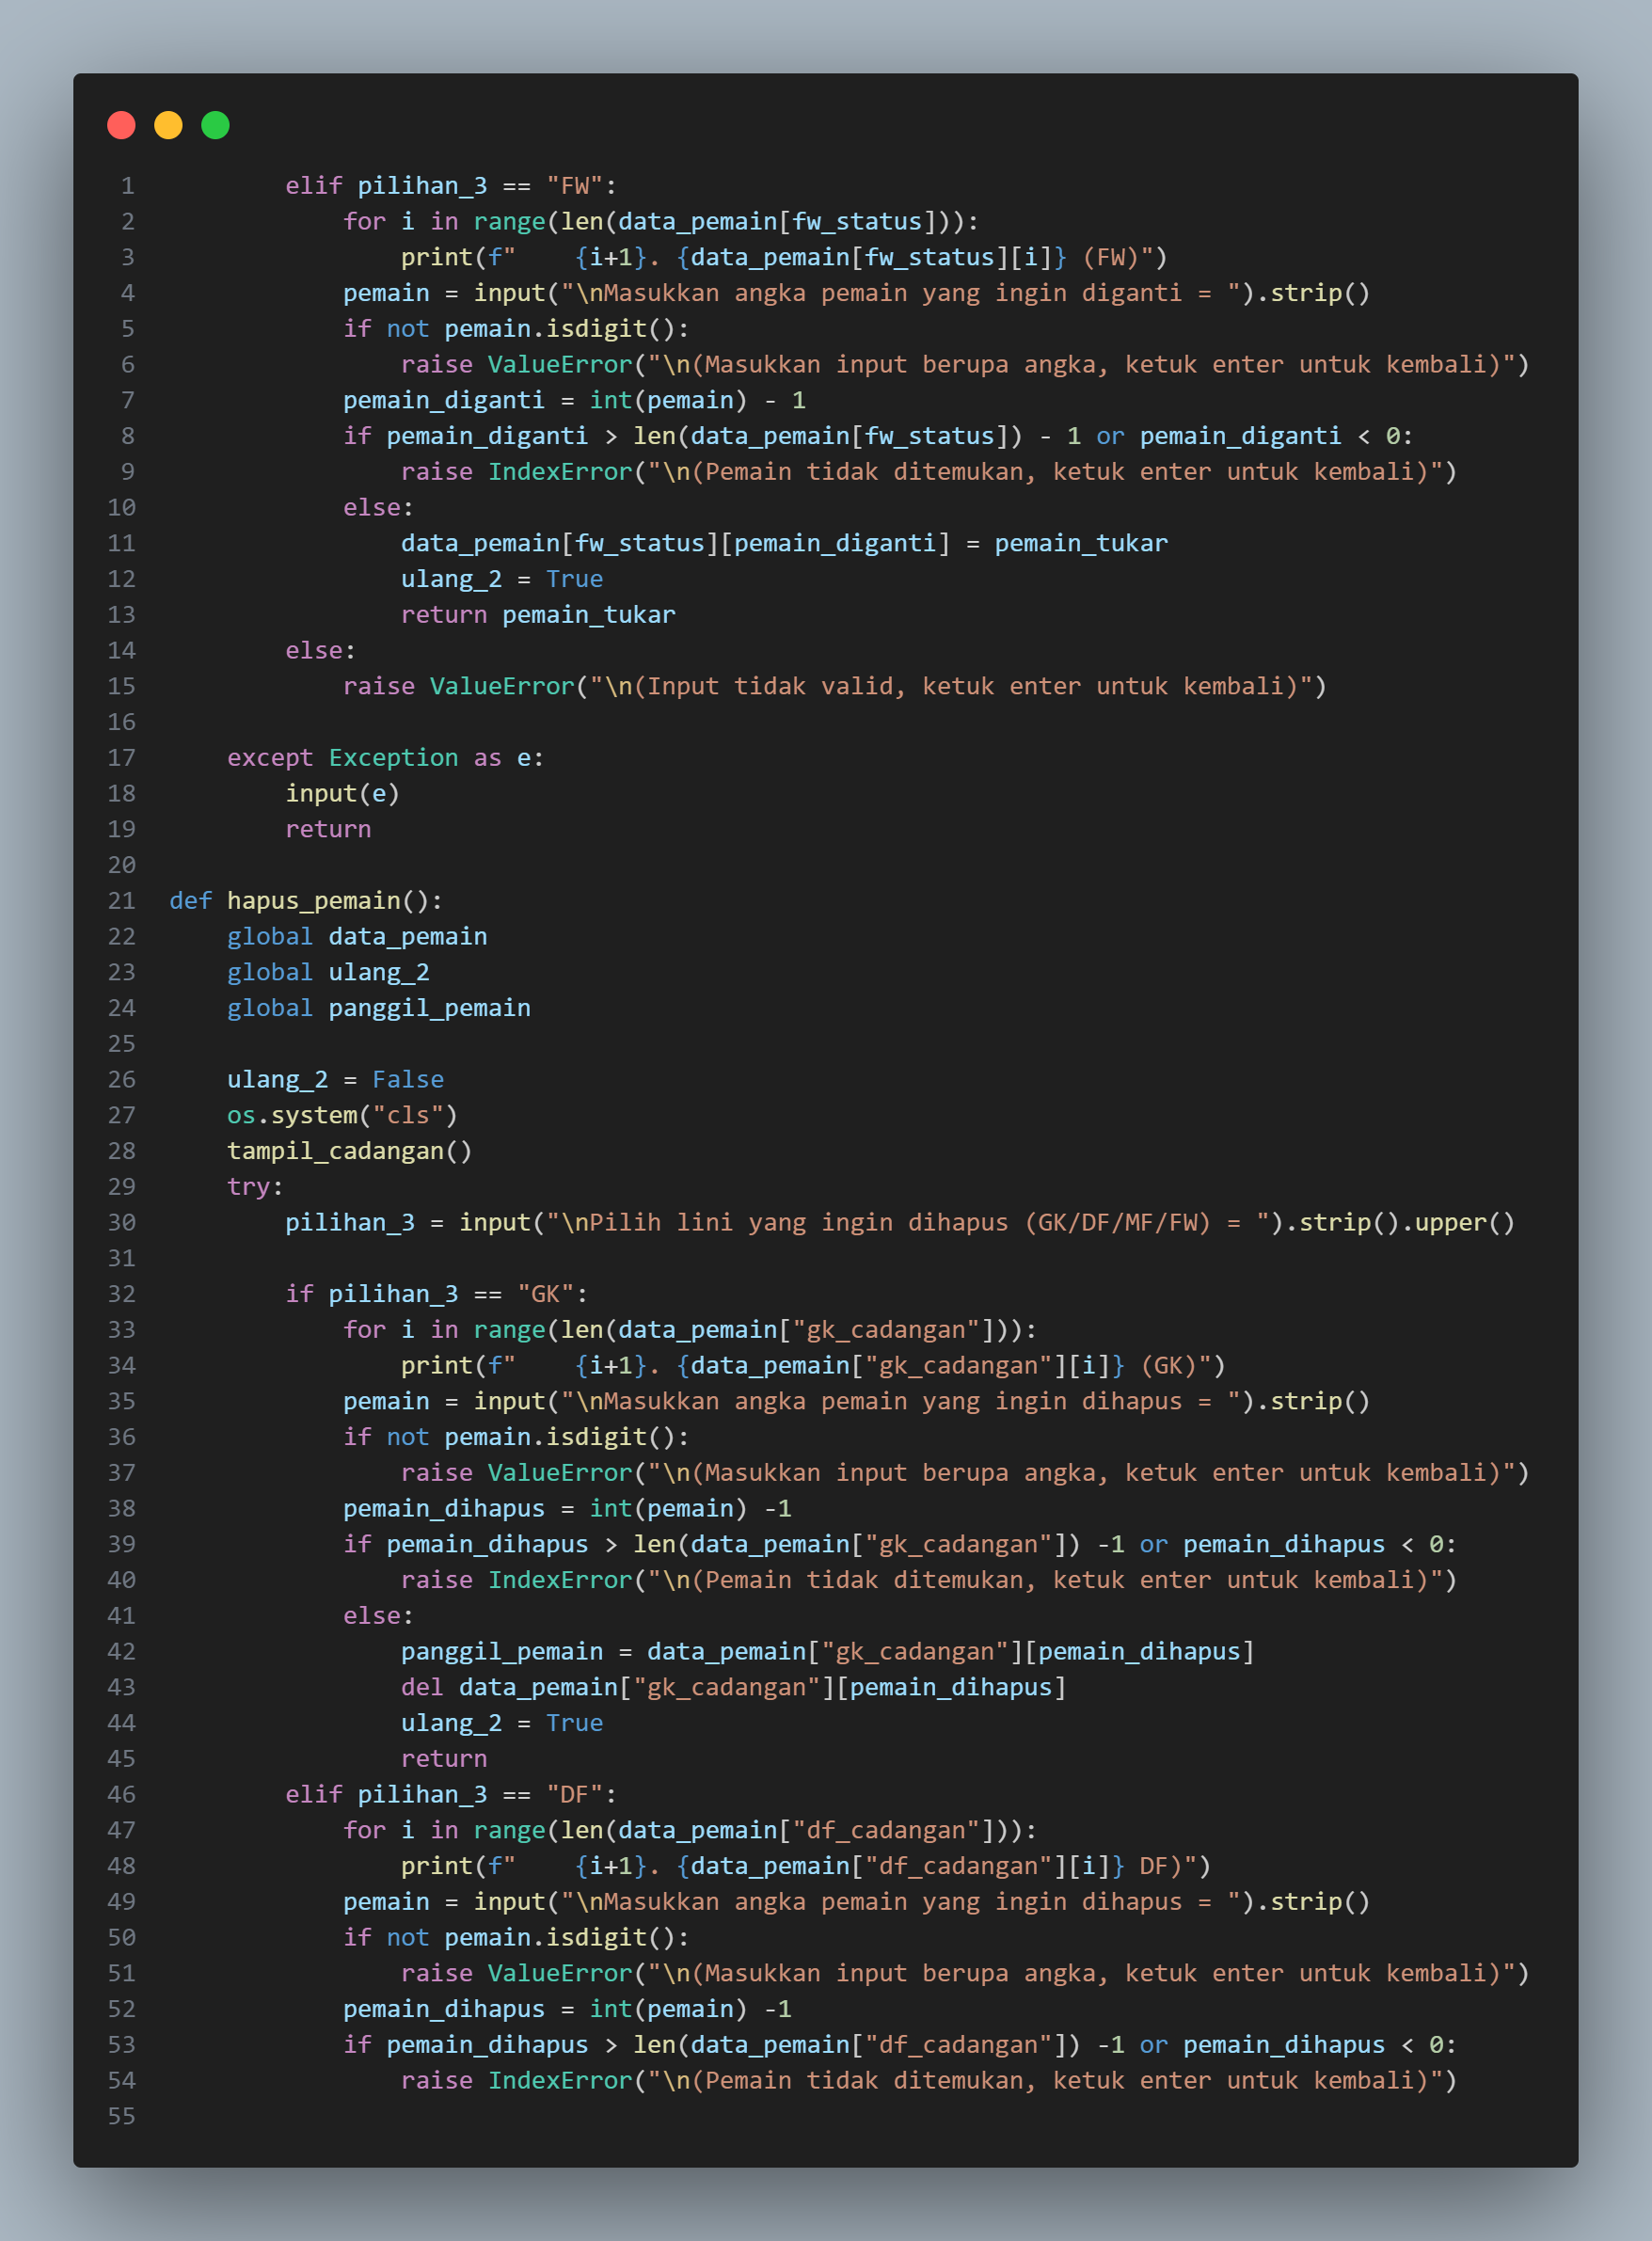 1         elif pilihan_3 == "FW":
2             for i in range(len(data_pemain[fw_status])):
3                 print(f"    {i+1}. {data_pemain[fw_status][i]} (FW)")
4             pemain = input("\nMasukkan angka pemain yang ingin diganti = ").strip()
5             if not pemain.isdigit():
6                 raise ValueError("\n(Masukkan input berupa angka, ketuk enter untuk kembali)")
7             pemain_diganti = int(pemain) - 1
8             if pemain_diganti > len(data_pemain[fw_status]) - 1 or pemain_diganti < 0:
9                 raise IndexError("\n(Pemain tidak ditemukan, ketuk enter untuk kembali)")
10             else:
11                 data_pemain[fw_status][pemain_diganti] = pemain_tukar
12                 ulang_2 = True
13                 return pemain_tukar
14         else:
15             raise ValueError("\n(Input tidak valid, ketuk enter untuk kembali)")
16
17     except Exception as e:
18         input(e)
19         return
20
21 def hapus_pemain():
22     global data_pemain
23     global ulang_2
24     global panggil_pemain
25
26     ulang_2 = False
27     os.system("cls")
28     tampil_cadangan()
29     try:
30         pilihan_3 = input("\nPilih lini yang ingin dihapus (GK/DF/MF/FW) = ").strip().upper()
31
32         if pilihan_3 == "GK":
33             for i in range(len(data_pemain["gk_cadangan"])):
34                 print(f"    {i+1}. {data_pemain["gk_cadangan"][i]} (GK)")
35             pemain = input("\nMasukkan angka pemain yang ingin dihapus = ").strip()
36             if not pemain.isdigit():
37                 raise ValueError("\n(Masukkan input berupa angka, ketuk enter untuk kembali)")
38             pemain_dihapus = int(pemain) -1
39             if pemain_dihapus > len(data_pemain["gk_cadangan"]) -1 or pemain_dihapus < 0:
40                 raise IndexError("\n(Pemain tidak ditemukan, ketuk enter untuk kembali)")
41             else:
42                 panggil_pemain = data_pemain["gk_cadangan"][pemain_dihapus]
43                 del data_pemain["gk_cadangan"][pemain_dihapus]
44                 ulang_2 = True
45                 return
46         elif pilihan_3 == "DF":
47             for i in range(len(data_pemain["df_cadangan"])):
48                 print(f"    {i+1}. {data_pemain["df_cadangan"][i]} DF)")
49             pemain = input("\nMasukkan angka pemain yang ingin dihapus = ").strip()
50             if not pemain.isdigit():
51                 raise ValueError("\n(Masukkan input berupa angka, ketuk enter untuk kembali)")
52             pemain_dihapus = int(pemain) -1
53             if pemain_dihapus > len(data_pemain["df_cadangan"]) -1 or pemain_dihapus < 0:
54                 raise IndexError("\n(Pemain tidak ditemukan, ketuk enter untuk kembali)")
55